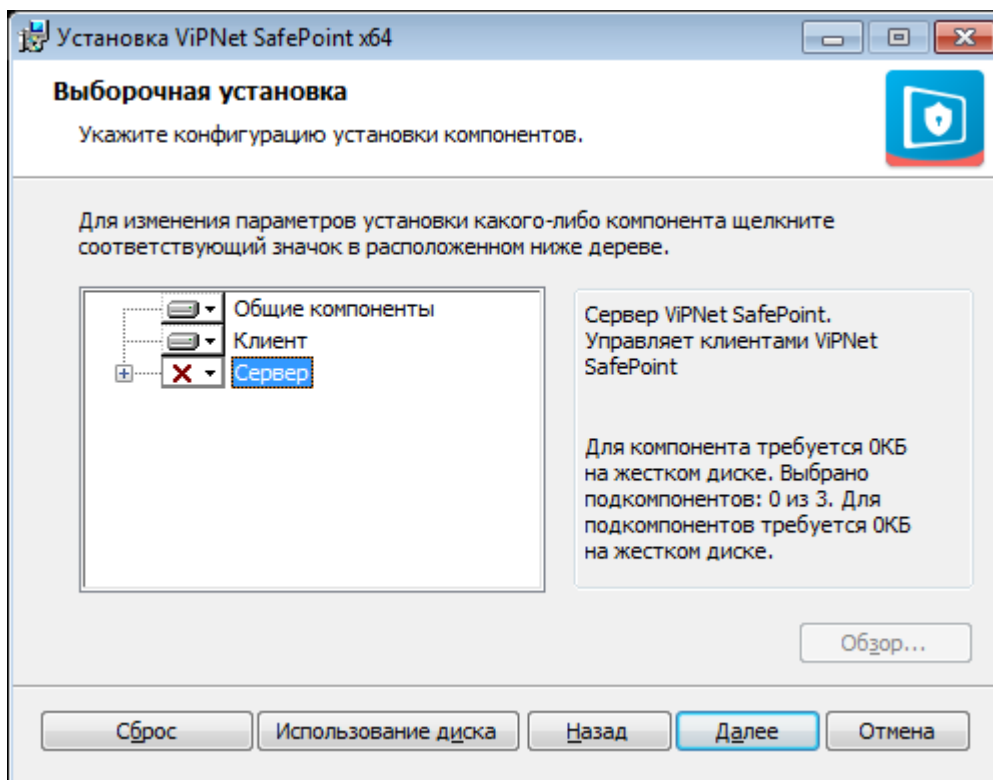 Установка ViPNet SafePoint x64
Выборочная установка
Укажите конфигурацию установки компонентов.
Для изменения параметров установки какого-либо компонента щелкните
соответствующий значок в расположенном ниже дереве.
Общие компоненты
Клиент
Сервер
Сервер ViPNet SafePoint.
Управляет клиентами ViPNet
SafePoint
Для компонента требуется 0КБ
на жестком диске. Выбрано
подкомпонентов: 0 из 3. Для
подкомпонентов требуется 0КБ
на жестком диске.
Обзор...
Сброс Использование диска Назад Далее Отмена